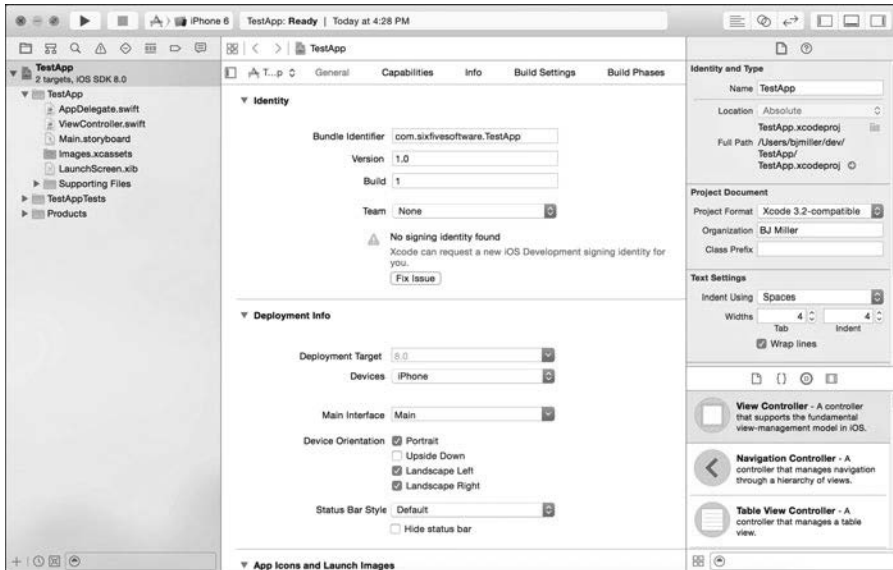 iPhone 6
TestApp: Ready | Today at 4:28 PM
TestApp
2 targets, iOS SDK 8.0
TestApp
AppDelegate.swift
ViewController.swift
Main.storyboard
Images.xcassets
LaunchScreen.xib
Supporting Files
TestAppTests
Products
TestApp
T...p General Capabilities Info Build Settings Build Phases
Identity
Bundle Identifier com.sixfivesoftware.TestApp
Version 1.0
Build 1
Team None
No signing identity found
Xcode can request a new iOS Development signing identity for
you.
Fix Issue
Deployment Info
Deployment Target 8.0
Devices iPhone
Main Interface Main
Device Orientation Portrait
Upside Down
Landscape Left
Landscape Right
Status Bar Style Default
Hide status bar
App Icons and Launch Images
Identity and Type
Name TestApp
Location Absolute
TestApp.xcodeproj
Full Path /Users/bjmiller/dev/
TestApp/
TestApp.xcodeproj
Project Document
Project Format Xcode 3.2-compatible
Organization BJ Miller
Class Prefix
Text Settings
Indent Using Spaces
Widths 4 4
Tab Indent
Wrap lines
{}
View Controller - A controller
that supports the fundamental
view-management model in iOS.
Navigation Controller - A
controller that manages navigation
through a hierarchy of views.
Table View Controller - A
controller that manages a table
view.